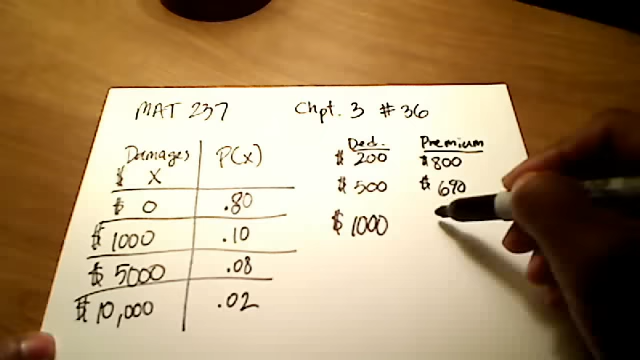 MAT 237 Chpt. 3 #36
Damages P(x)
$ X
$ 0 .80
$ 1000 .10
$ 5000 .08
$ 10,000 .02
Ded. Premium
$ 200 $ 800
$ 500 $ 690
$ 1000